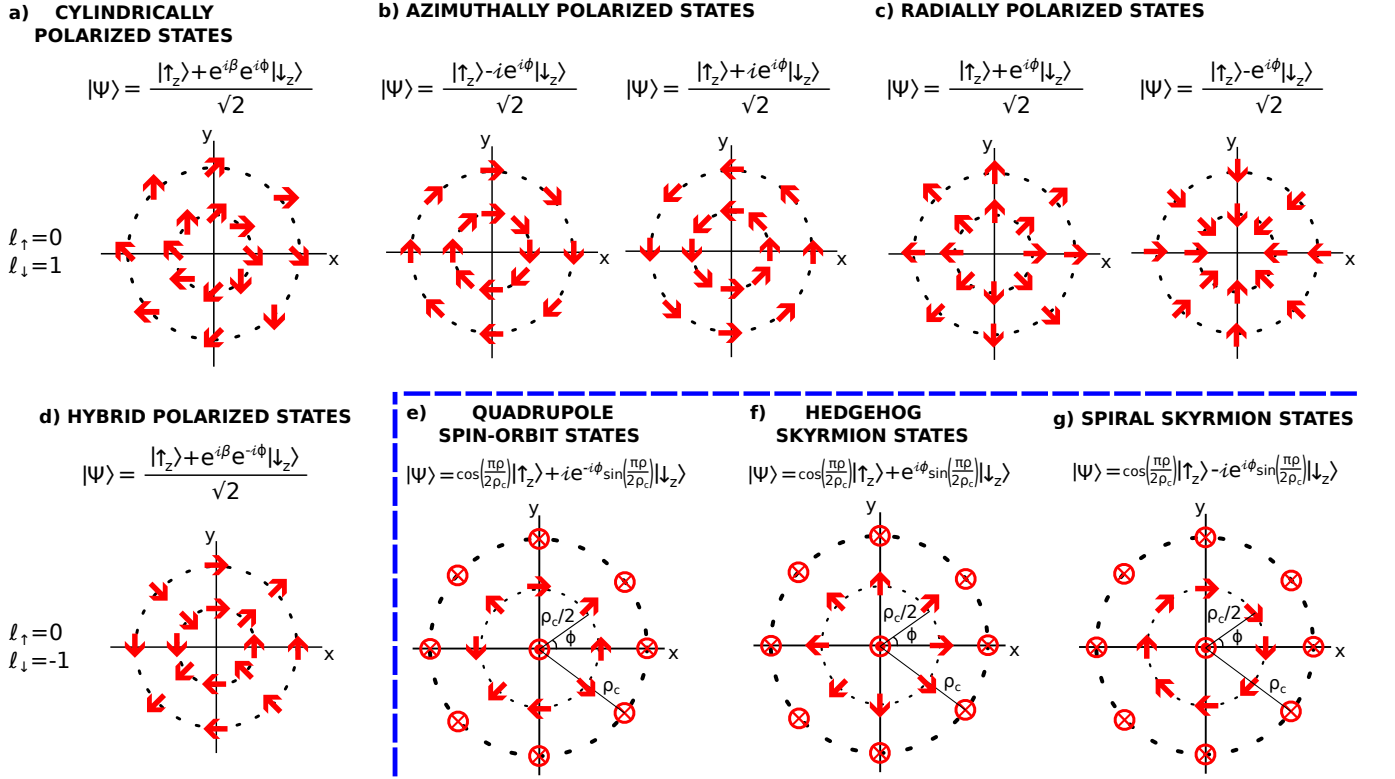 a) CYLINDRICALLY
POLARIZED STATES
|Ψ⟩ = (|↑z⟩+e^{iβ}e^{iϕ}|↓z⟩)/√2
y
x
ℓ↑=0
ℓ↓=1
b) AZIMUTHALLY POLARIZED STATES
|Ψ⟩ = (|↑z⟩-ie^{iϕ}|↓z⟩)/√2
y
x
|Ψ⟩ = (|↑z⟩+ie^{iϕ}|↓z⟩)/√2
y
x
c) RADIALLY POLARIZED STATES
|Ψ⟩ = (|↑z⟩+e^{iϕ}|↓z⟩)/√2
y
x
|Ψ⟩ = (|↑z⟩-e^{iϕ}|↓z⟩)/√2
y
x
d) HYBRID POLARIZED STATES
|Ψ⟩ = (|↑z⟩+e^{iβ}e^{-iϕ}|↓z⟩)/√2
y
x
ℓ↑=0
ℓ↓=-1
e) QUADRUPOLE
SPIN-ORBIT STATES
|Ψ⟩=cos(πρ/2ρc)|↑z⟩+ie^{-iϕ}sin(πρ/2ρc)|↓z⟩
y
ρc/2
ϕ
x
ρc
f) HEDGEHOG
SKYRMION STATES
|Ψ⟩=cos(πρ/2ρc)|↑z⟩+e^{iϕ}sin(πρ/2ρc)|↓z⟩
y
ρc/2
ϕ
x
ρc
g) SPIRAL SKYRMION STATES
|Ψ⟩=cos(πρ/2ρc)|↑z⟩-ie^{iϕ}sin(πρ/2ρc)|↓z⟩
y
ρc/2
ϕ
x
ρc